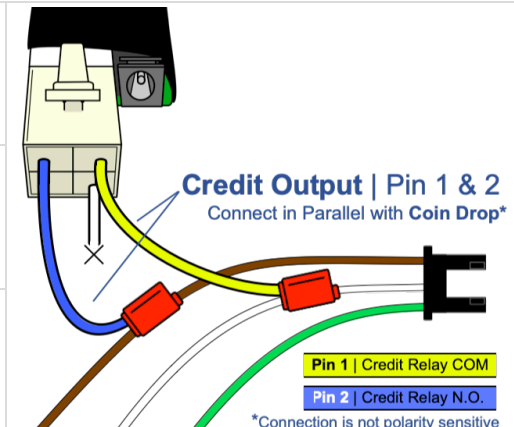 Credit Output | Pin 1 & 2
Connect in Parallel with Coin Drop*
Pin 1 | Credit Relay COM
Pin 2 | Credit Relay N.O.
*Connection is not polarity sensitive